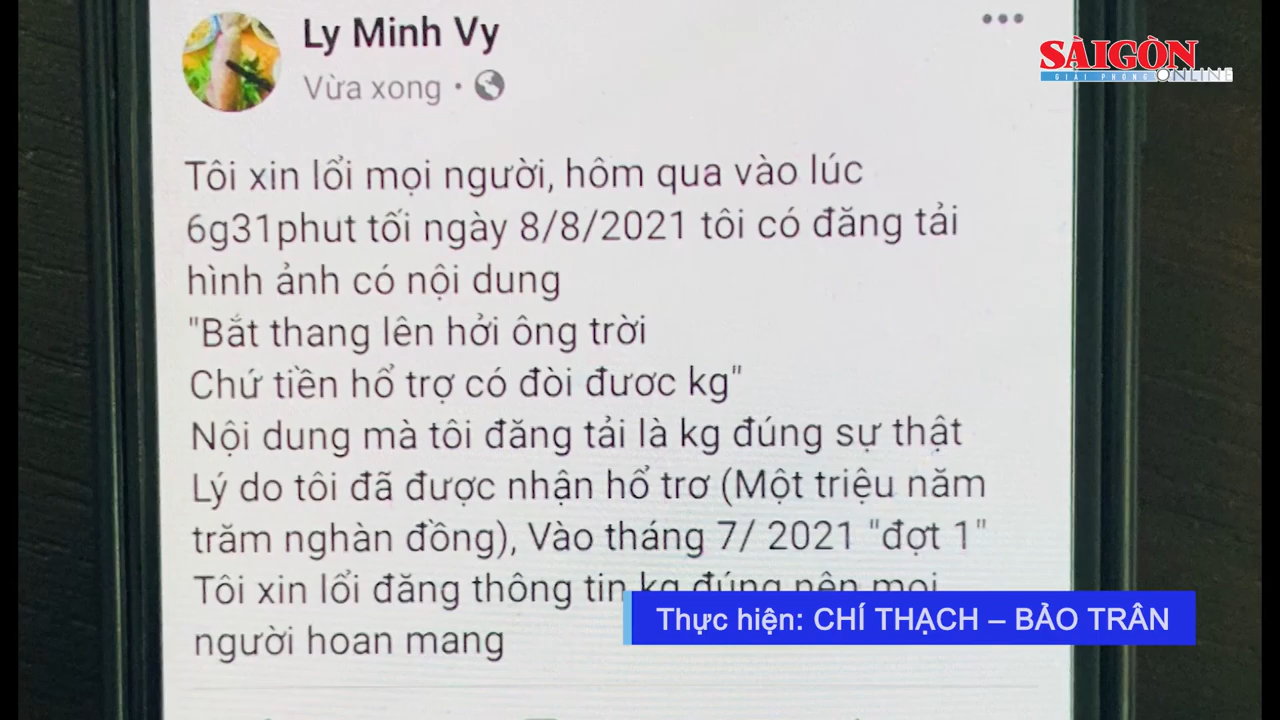 Ly Minh Vy
Vừa xong
SÀIGÒN
GIẢI PHÓNG ONLINE
Tôi xin lổi mọi người, hôm qua vào lúc
6g31phut tối ngày 8/8/2021 tôi có đăng tải
hình ảnh có nội dung
"Bắt thang lên hởi ông trời
Chứ tiền hổ trợ có đòi đươc kg"
Nội dung mà tôi đăng tải là kg đúng sự thật
Lý do tôi đã được nhận hổ trơ (Một triệu năm
trăm nghàn đồng), Vào tháng 7/ 2021 "đợt 1"
Tôi xin lổi đăng thông tin kg đúng nên mọi
người hoan mang
Thực hiện: CHÍ THẠCH – BẢO TRÂN